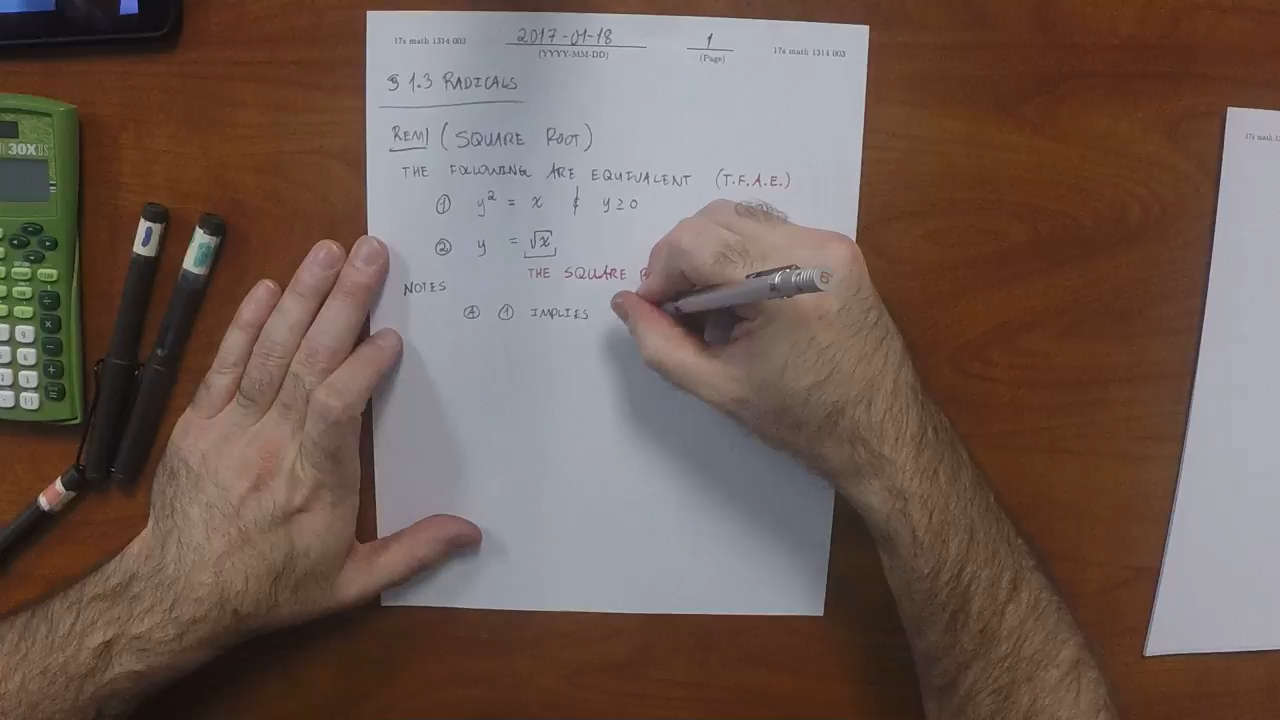 17s math 1314 003 2017-01-18 1 17s math 1314 003
(YYYY-MM-DD) (Page)
§ 1.3 RADICALS
REM (SQUARE ROOT)
THE FOLLOWING ARE EQUIVALENT (T.F.A.E.)
① y² = x & y ≥ 0
② y = √x
THE SQUARE
NOTES
① IMPLIES
30X IIS